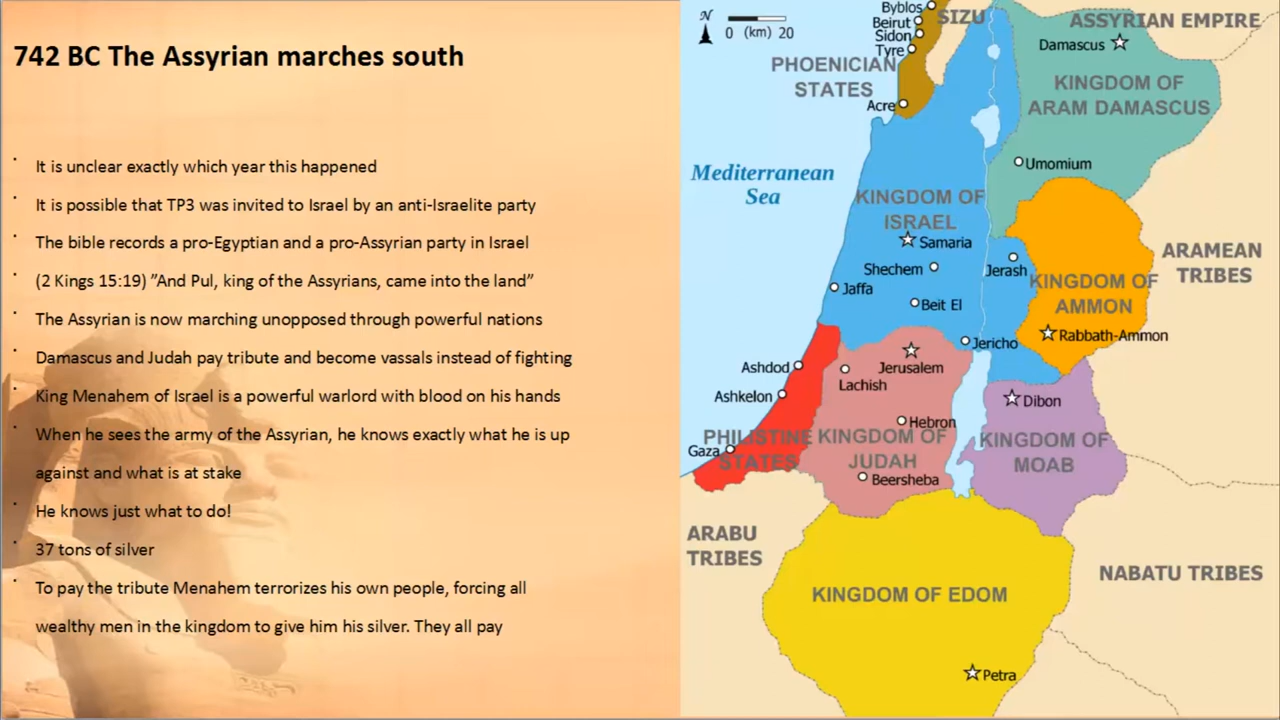 742 BC The Assyrian marches south
It is unclear exactly which year this happened
It is possible that TP3 was invited to Israel by an anti-Israelite party
The bible records a pro-Egyptian and a pro-Assyrian party in Israel
(2 Kings 15:19) ”And Pul, king of the Assyrians, came into the land”
The Assyrian is now marching unopposed through powerful nations
Damascus and Judah pay tribute and become vassals instead of fighting
King Menahem of Israel is a powerful warlord with blood on his hands
When he sees the army of the Assyrian, he knows exactly what he is up
against and what is at stake
He knows just what to do!
37 tons of silver
To pay the tribute Menahem terrorizes his own people, forcing all
wealthy men in the kingdom to give him his silver. They all pay
N
0 (km) 20
Byblos
Beirut
Sidon
Tyre
SIZU
ASSYRIAN EMPIRE
Damascus
PHOENICIAN
STATES
Acre
KINGDOM OF
ARAM DAMASCUS
Umomium
Mediterranean
Sea
KINGDOM OF
ISRAEL
Samaria
Shechem
Jaffa
Beit El
Jerash
KINGDOM OF
AMMON
Rabbath-Ammon
ARAMEAN
TRIBES
Jericho
Ashdod
Jerusalem
Lachish
Ashkelon
Dibon
Hebron
Gaza
PHILISTINE
STATES
KINGDOM OF
JUDAH
KINGDOM OF
MOAB
Beersheba
ARABU
TRIBES
NABATU TRIBES
KINGDOM OF EDOM
Petra